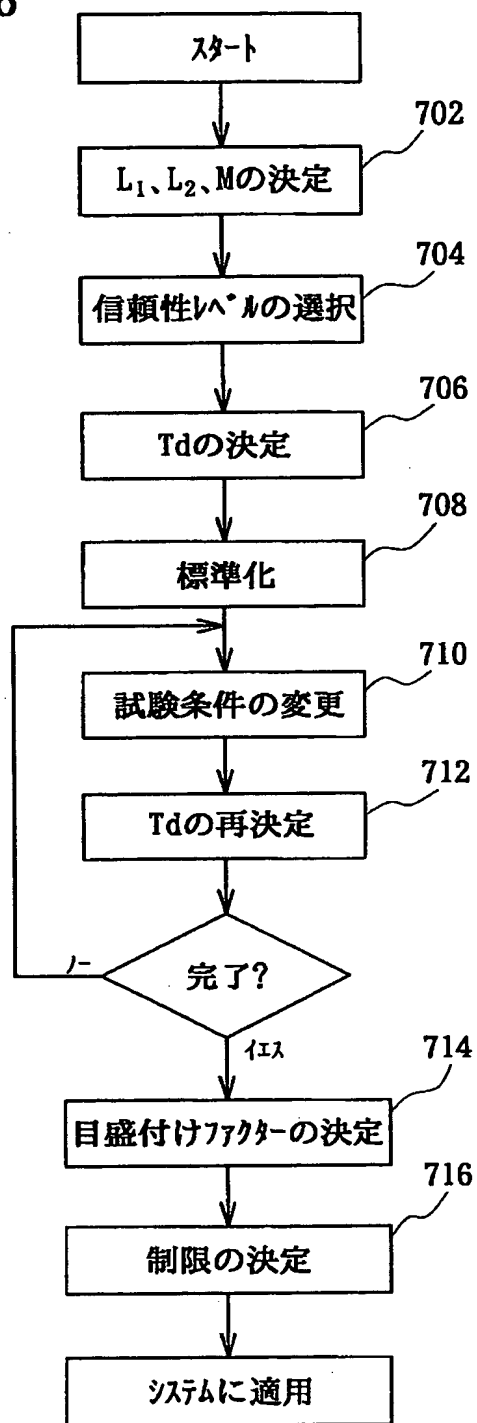 スタート
702
L₁、L₂、Mの決定
704
信頼性レベルの選択
706
Tdの決定
708
標準化
710
試験条件の変更
712
Tdの再決定
完了?
ノー
イエス
714
目盛付けファクターの決定
716
制限の決定
システムに適用